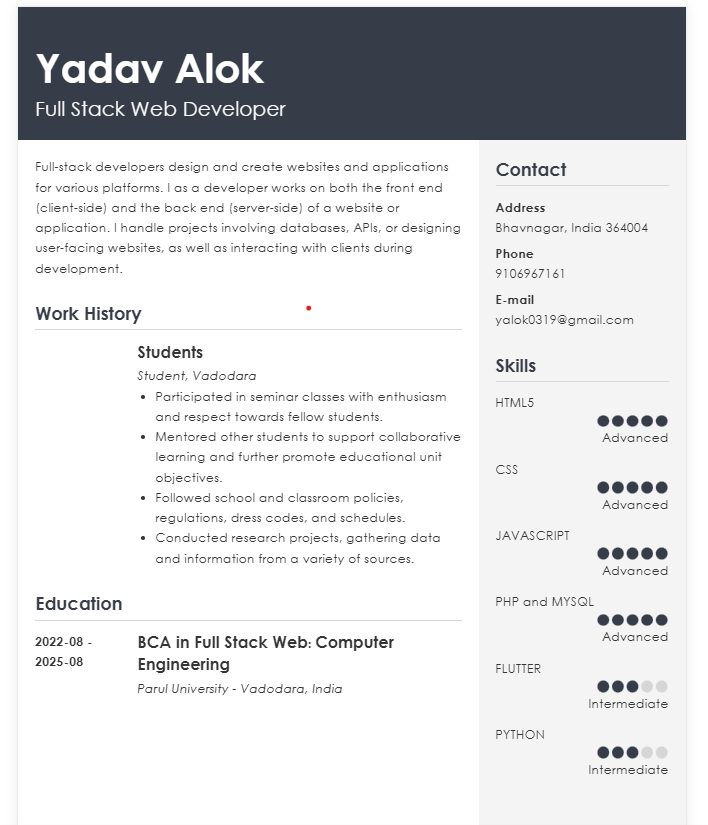 Yadav Alok
Full Stack Web Developer
Full-stack developers design and create websites and applications
for various platforms. I as a developer works on both the front end
(client-side) and the back end (server-side) of a website or
application. I handle projects involving databases, APIs, or designing
user-facing websites, as well as interacting with clients during
development.
Work History
Students
Student, Vadodara
• Participated in seminar classes with enthusiasm
and respect towards fellow students.
• Mentored other students to support collaborative
learning and further promote educational unit
objectives.
• Followed school and classroom policies,
regulations, dress codes, and schedules.
• Conducted research projects, gathering data
and information from a variety of sources.
Education
2022-08 -
2025-08
BCA in Full Stack Web: Computer
Engineering
Parul University - Vadodara, India
Contact
Address
Bhavnagar, India 364004
Phone
9106967161
E-mail
yalok0319@gmail.com
Skills
HTML5
Advanced
CSS
Advanced
JAVASCRIPT
Advanced
PHP and MYSQL
Advanced
FLUTTER
Intermediate
PYTHON
Intermediate